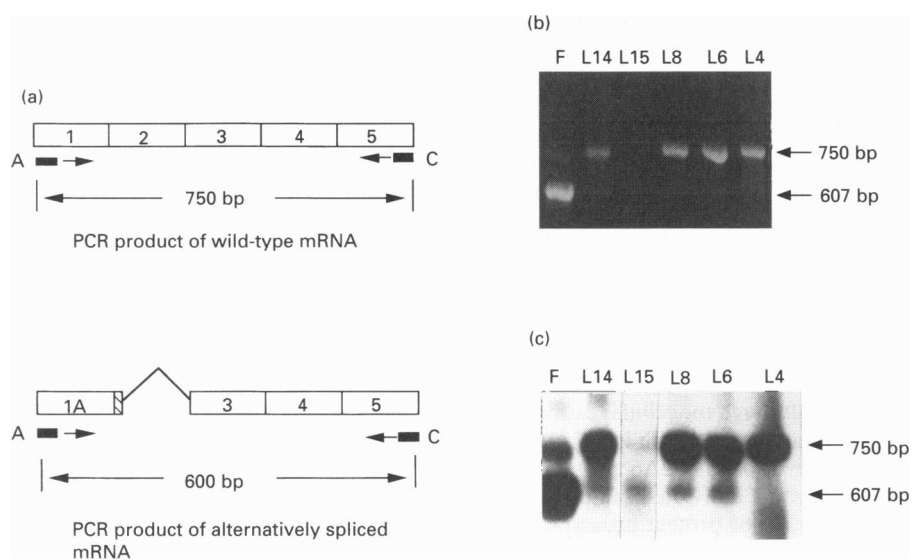 (a)
1 2 3 4 5
A C
750 bp
PCR product of wild-type mRNA
1A 3 4 5
A C
600 bp
PCR product of alternatively spliced
mRNA
(b)
F L14 L15 L8 L6 L4
750 bp
607 bp
(c)
F L14 L15 L8 L6 L4
750 bp
607 bp